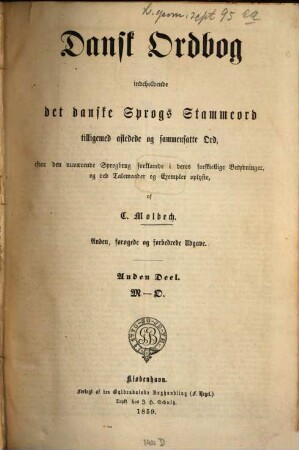 Dansk Ordbog
indeholdende
det danske Sprogs Stammeord
tilligemed afledede og sammensatte Ord,
efter den nuværende Sprogbrug forklarede i deres forskiellige Betydninger,
og ved Talemaader og Exempler oplyste,
af
C. Molbech.
Anden, forøgede og forbedrede Udgave.
Anden Deel.
M—O.
Kiøbenhavn.
Forlagt af den Gyldendalske Boghandling (F. Hegel).
Trykt hos J. H. Schultz.
1859.